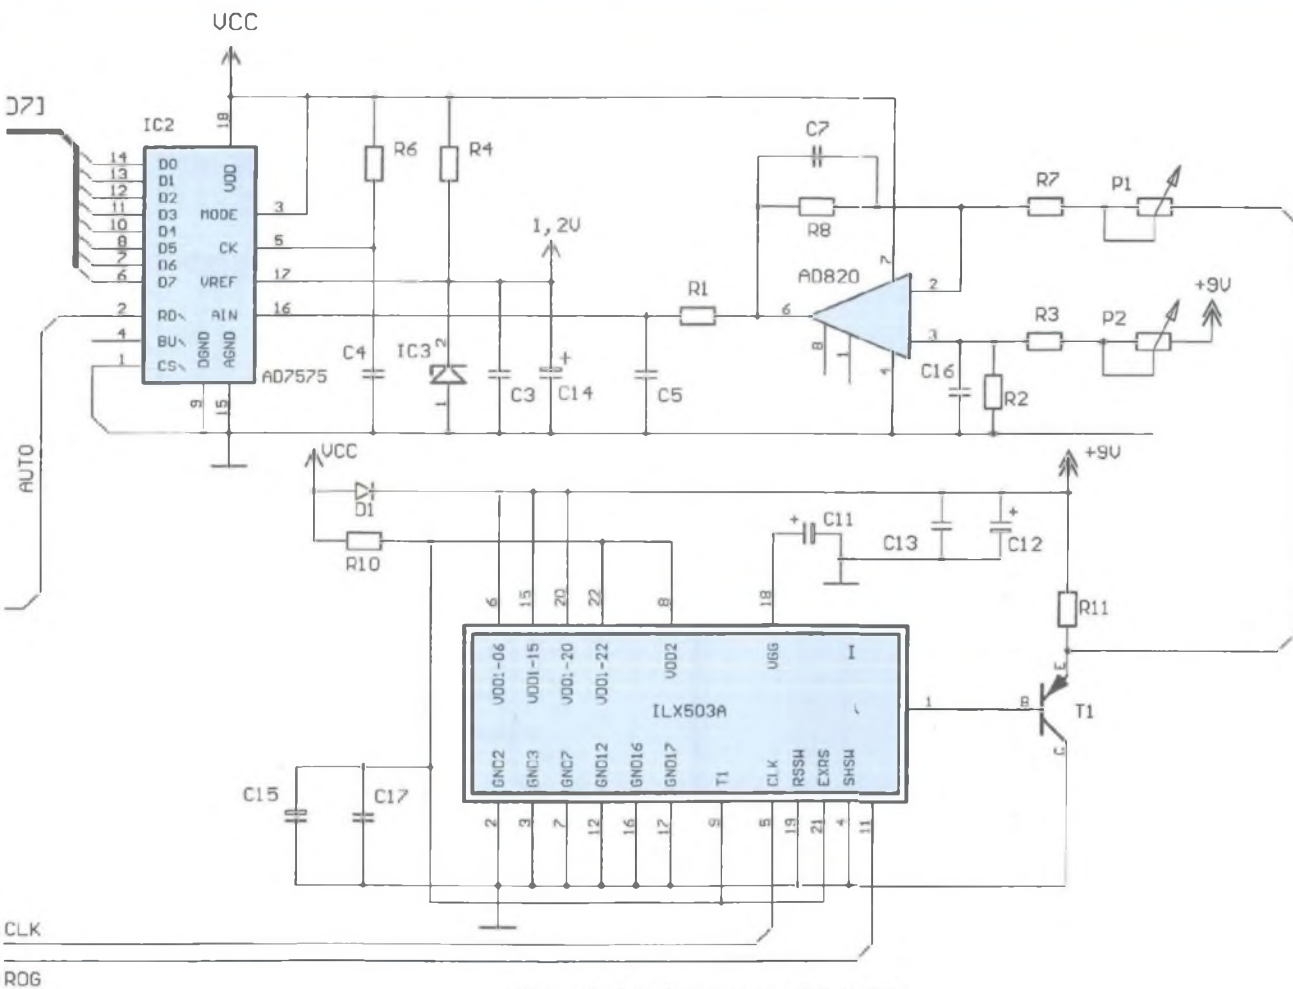 VCC
D7]
IC2
18
14 D0
13 D1
12 D2
11 D3
10 D4
8 D5
7 D6
6 D7
2 RD\
4 BU\
1 CS\
VDD
MODE 3
CK 5
VREF 17
AIN 16
DGND
AGND
AD7575
9
15
R6
R4
1,2V
C4
IC3
2
1
C3
+
C14
R1
C5
C7
R8
AD820
7
6
2
3
8
1
4
R7
P1
R3
P2
+9V
C16
R2
AUTO
VCC
D1
R10
+
C11
C13
+
C12
+9V
R11
6
15
20
22
8
18
VDD1-06
VDD1-15
VDD1-20
VDD1-22
VDD2
VGG
I
ILX503A
1
B
E
C
T1
GND2
GND3
GND7
GND12
GND16
GND17
T1
CLK
RSSW
EXRS
SHSW
2
3
7
12
16
17
9
5
19
21
4
11
C15
C17
CLK
ROG